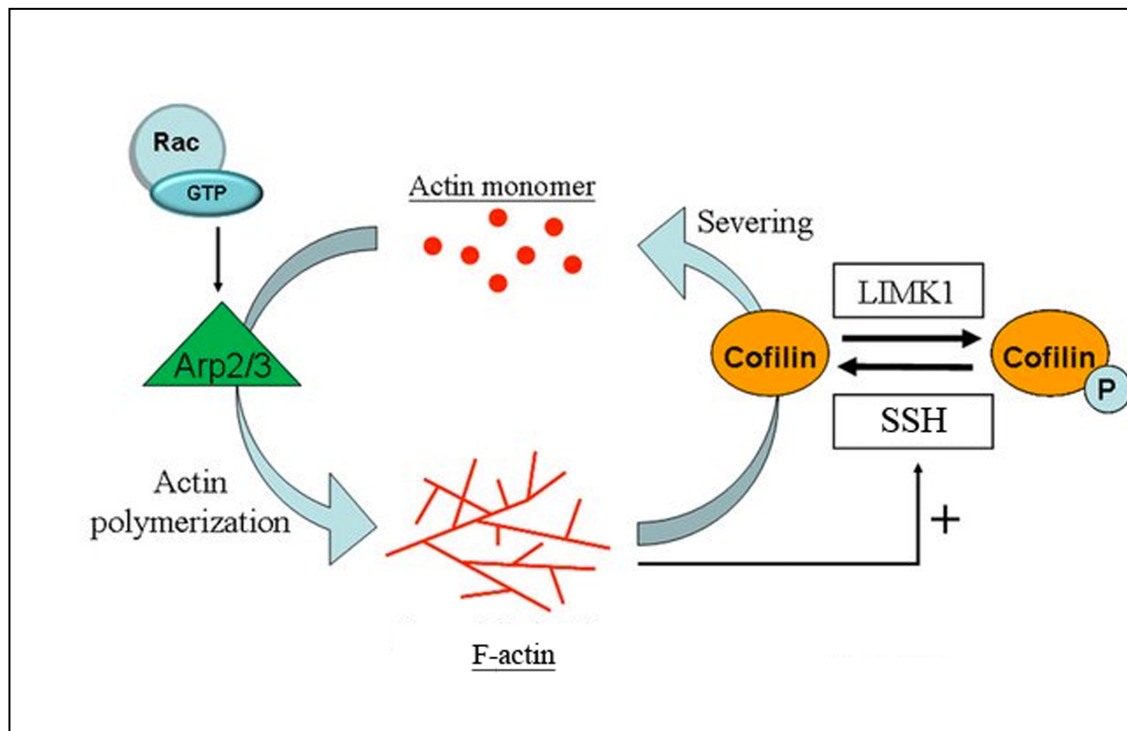 Rac
GTP
Actin monomer
Severing
LIMK1
Arp2/3
Cofilin
Cofilin
P
SSH
Actin
polymerization
+
F-actin